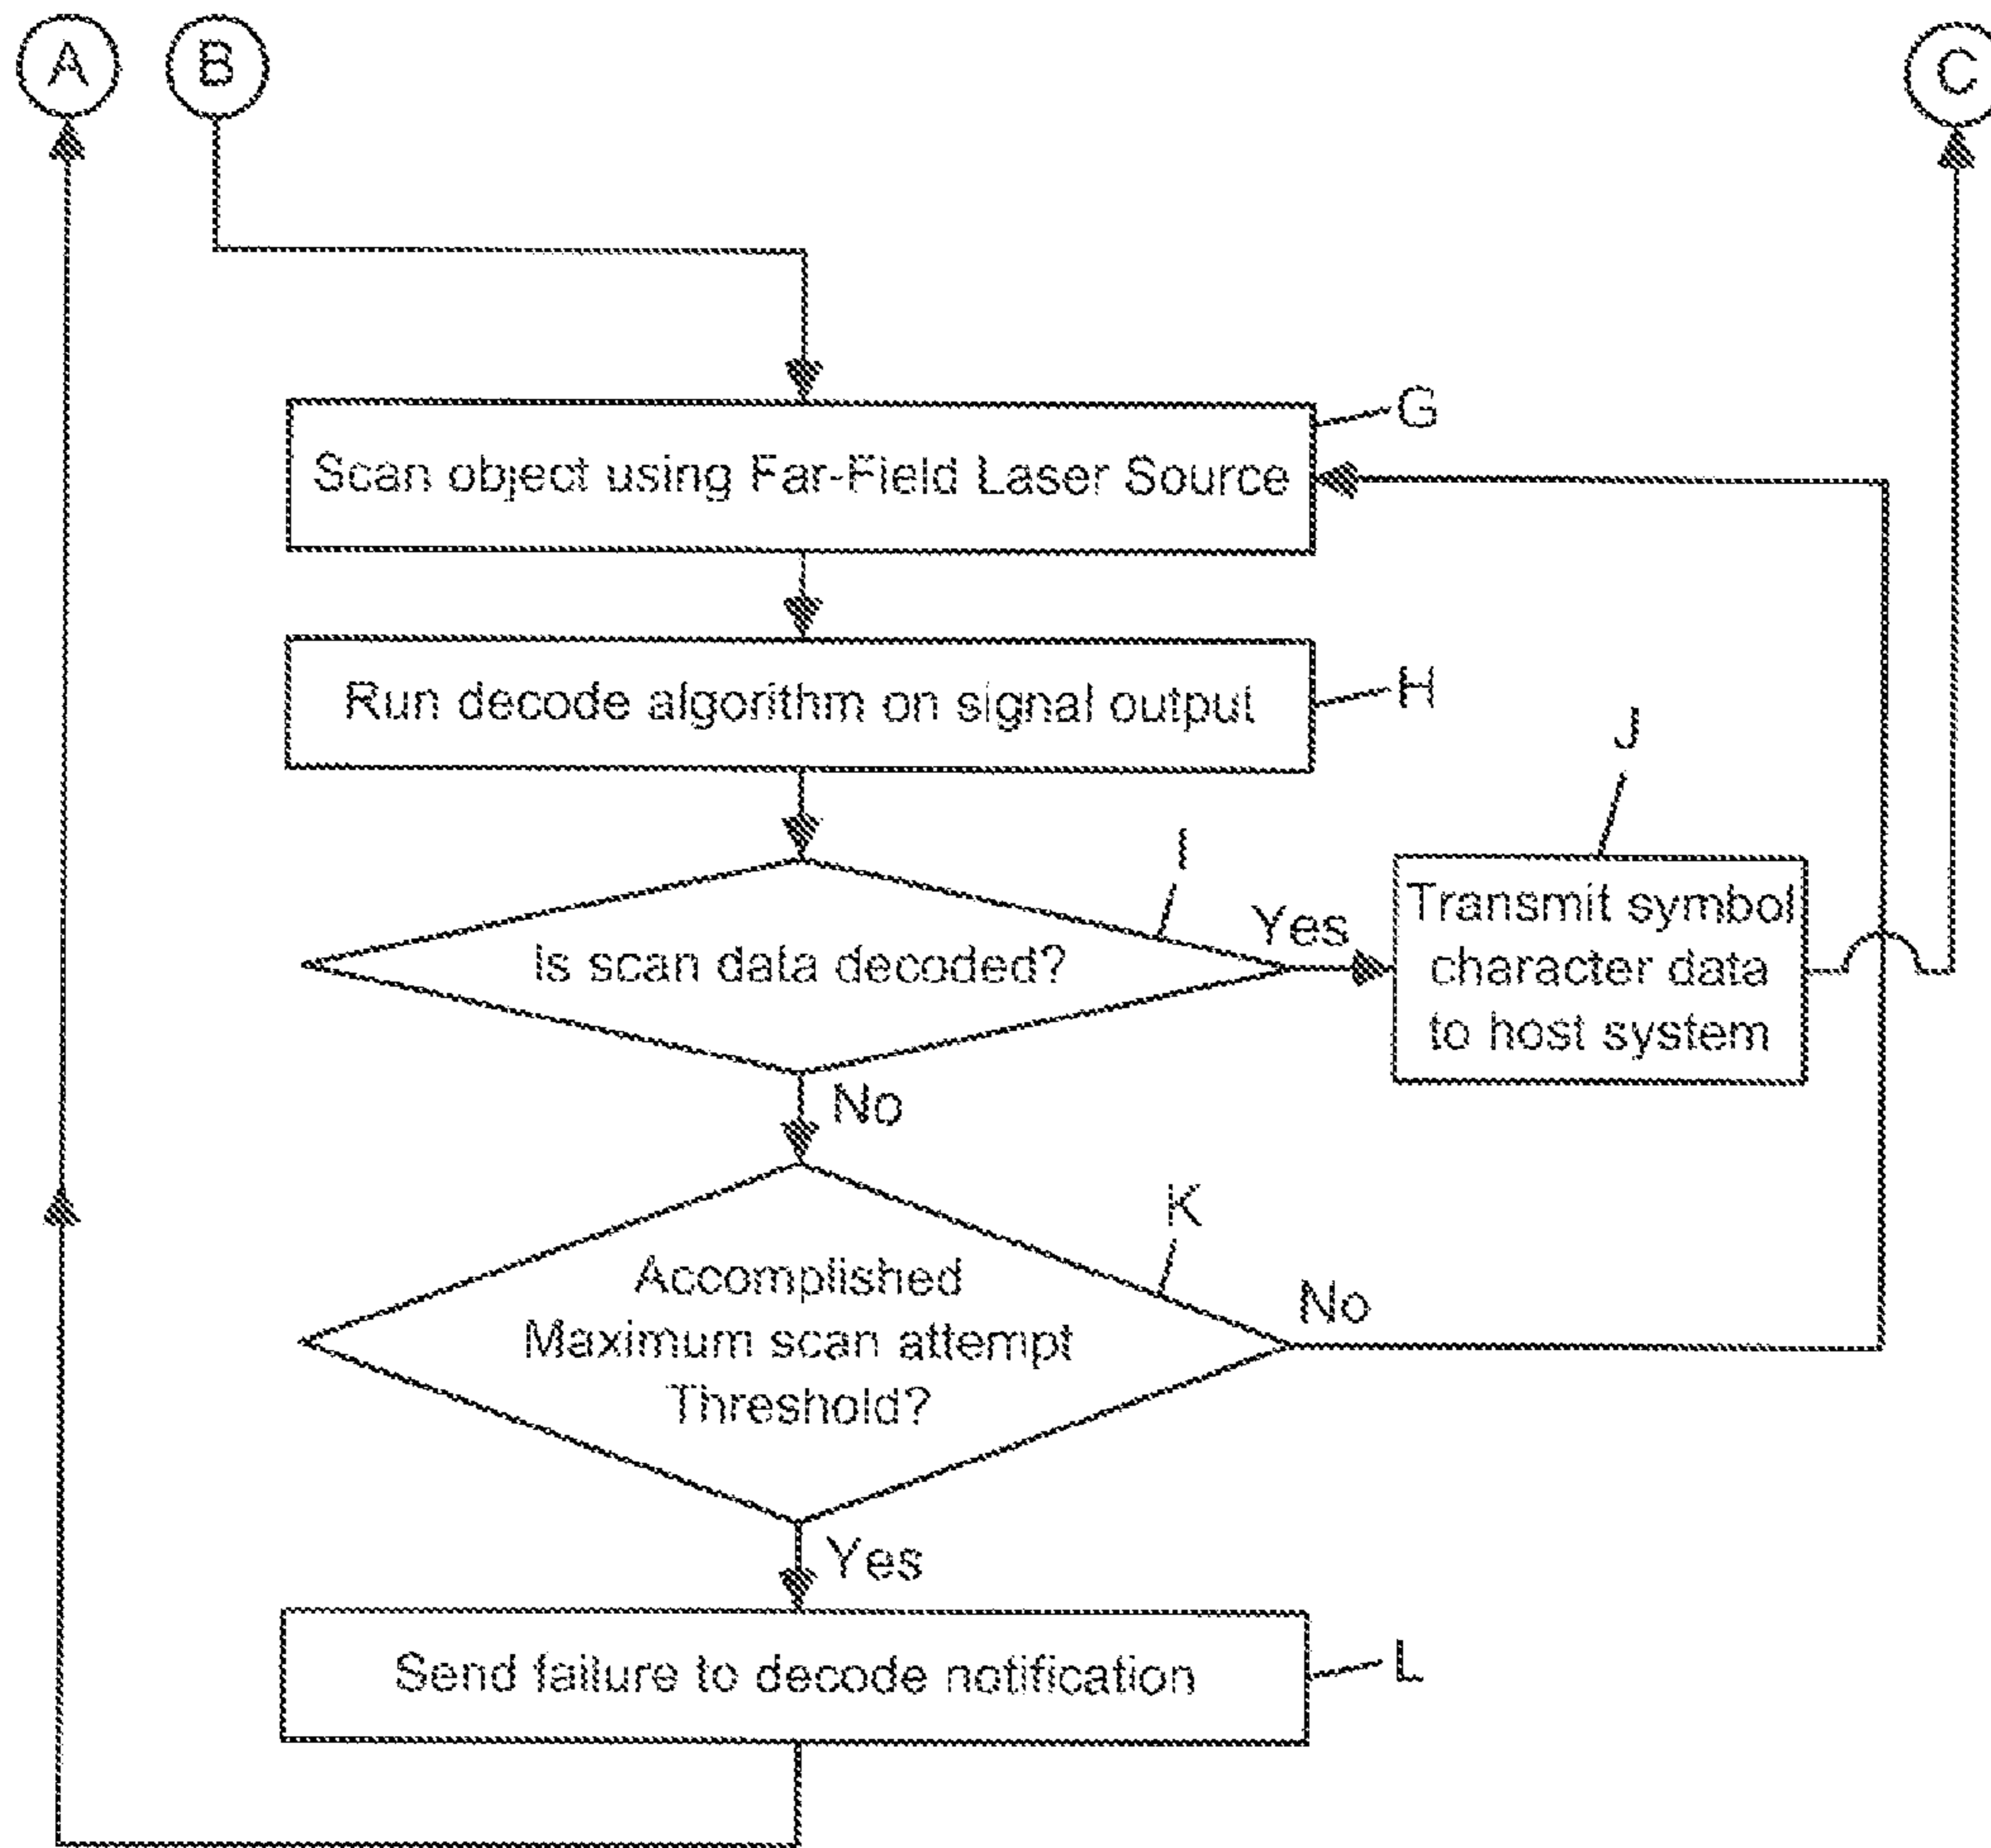 A
B
C
G
Scan object using Far-Field Laser Source
Run decode algorithm on signal output
H
J
I
Yes
Transmit symbol
character data
to host system
Is scan data decoded?
No
K
Accomplished
Maximum scan attempt
Threshold?
No
Yes
Send failure to decode notification
L